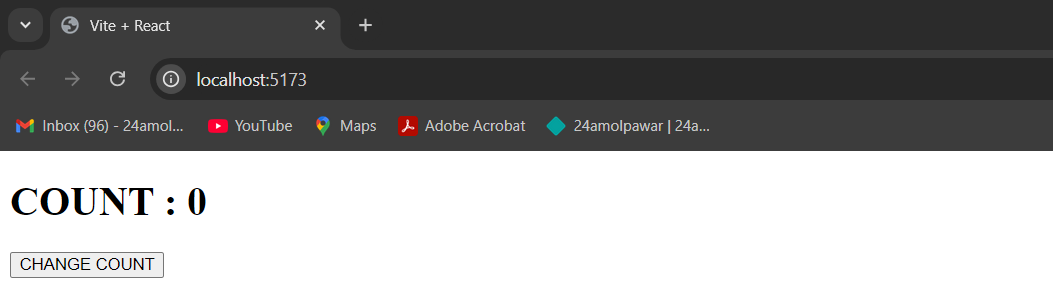 Vite + React
localhost:5173
Inbox (96) - 24amol... YouTube Maps Adobe Acrobat 24amolpawar | 24a...
COUNT : 0
CHANGE COUNT